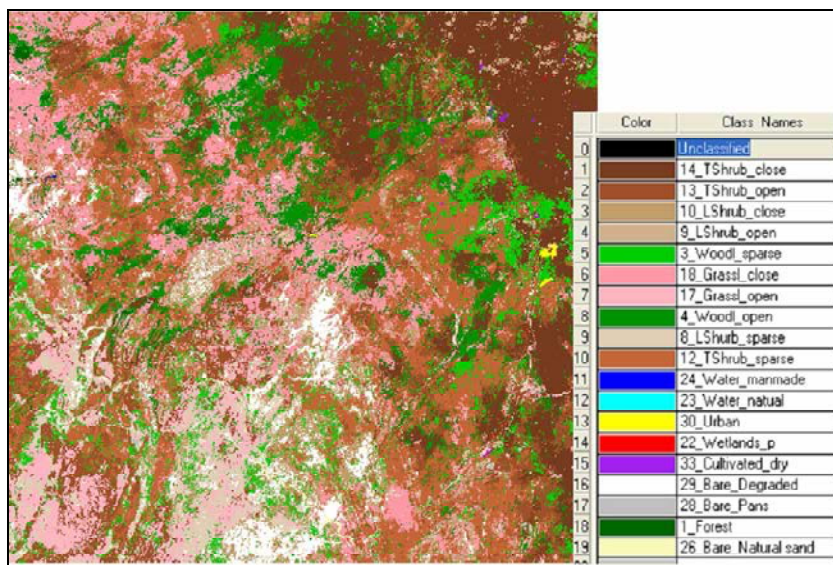 Color Class_Names
0 Unclassified
1 14_TShrub_close
2 13_TShrub_open
3 10_LShrub_close
4 9_LShrub_open
5 3_Woodl_sparse
6 18_Grassl_close
7 17_Grassl_open
8 4_Woodl_open
9 8_LShurb_sparse
10 12_TShrub_sparse
11 24_Water_manmade
12 23_Water_natual
13 30_Urban
14 22_Wetlands_p
15 33_Cultivated_dry
16 29_Bare_Degraded
17 28_Bare_Pans
18 1_Forest
19 26_Bare_Natural sand